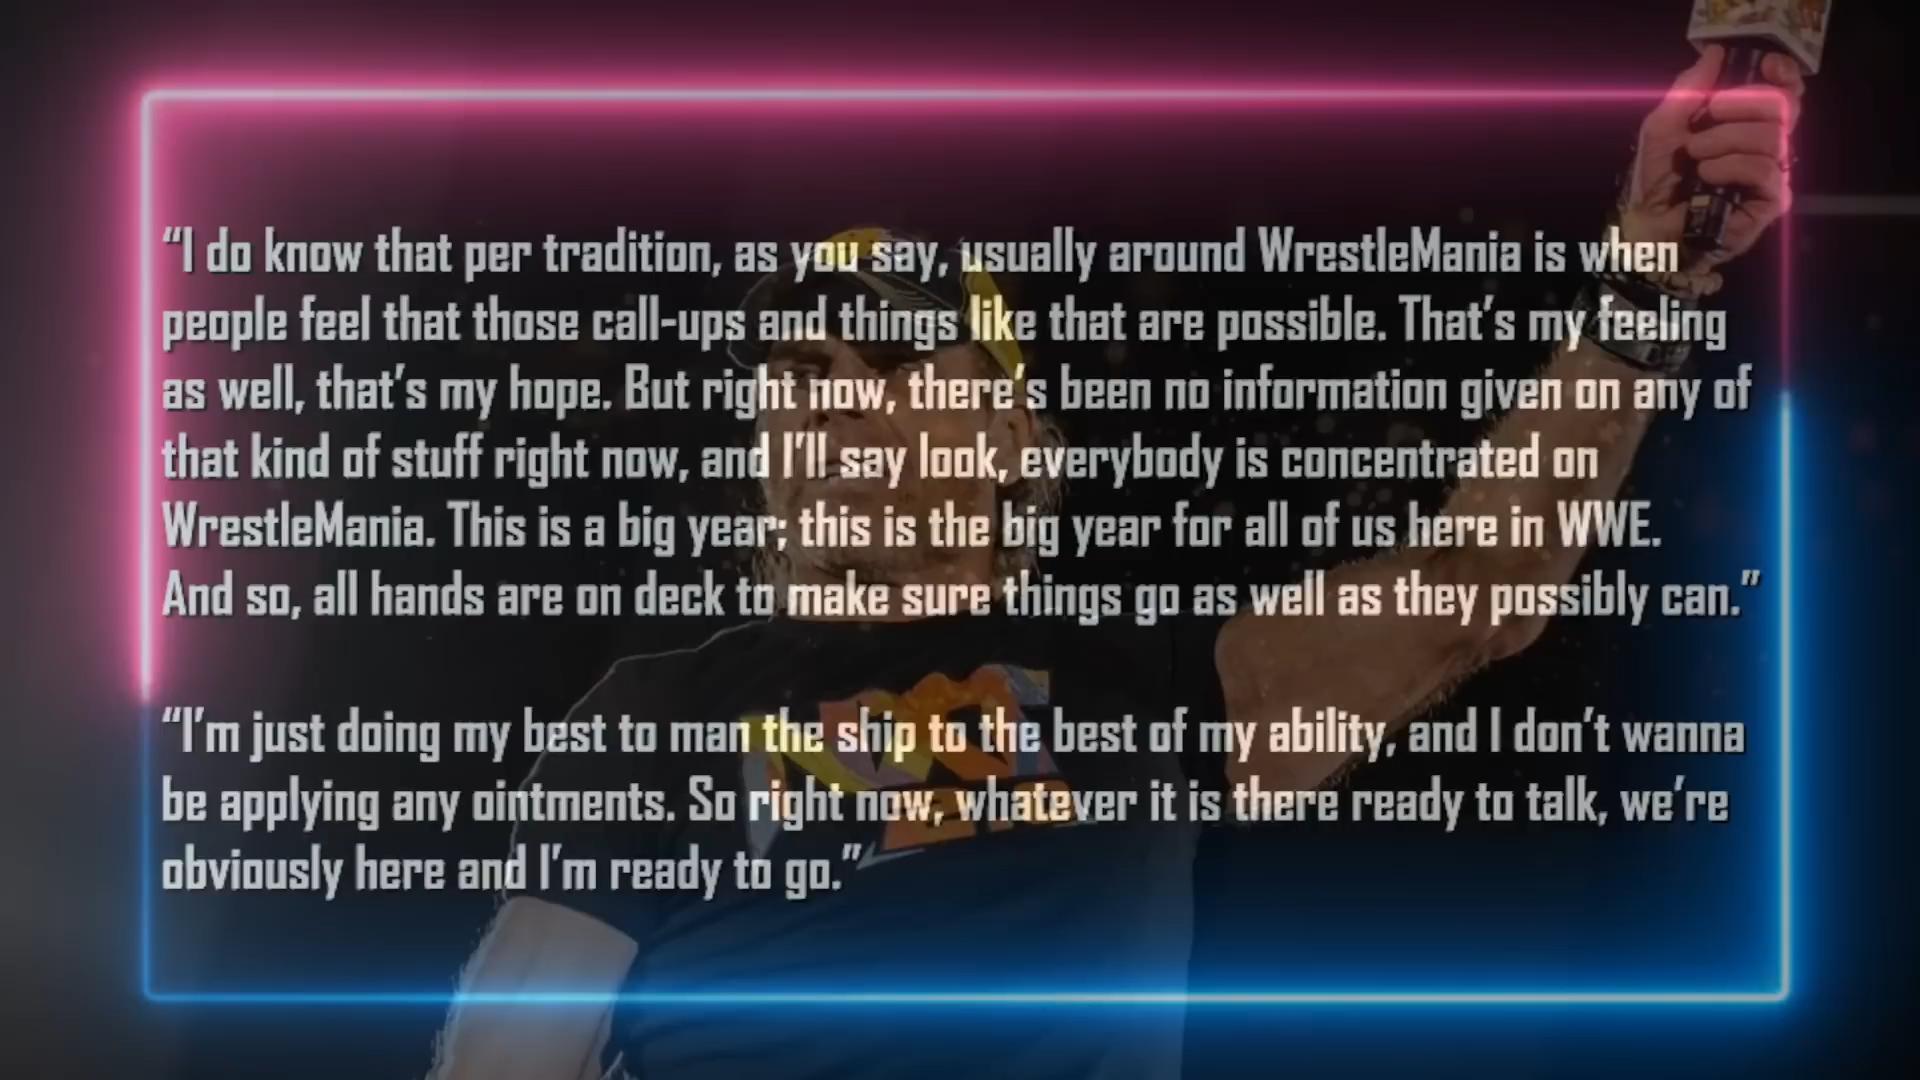 “I do know that per tradition, as you say, usually around WrestleMania is when
people feel that those call-ups and things like that are possible. That’s my feeling
as well, that’s my hope. But right now, there’s been no information given on any of
that kind of stuff right now, and I’ll say look, everybody is concentrated on
WrestleMania. This is a big year; this is the big year for all of us here in WWE.
And so, all hands are on deck to make sure things go as well as they possibly can.”
“I’m just doing my best to man the ship to the best of my ability, and I don’t wanna
be applying any ointments. So right now, whatever it is there ready to talk, we’re
obviously here and I’m ready to go.”